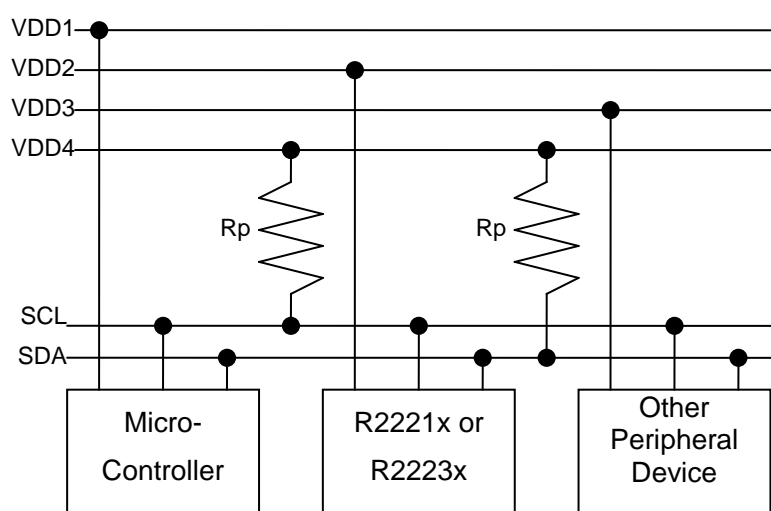 VDD1
VDD2
VDD3
VDD4
Rp
Rp
SCL
SDA
Micro-
Controller
R2221x or
R2223x
Other
Peripheral
Device